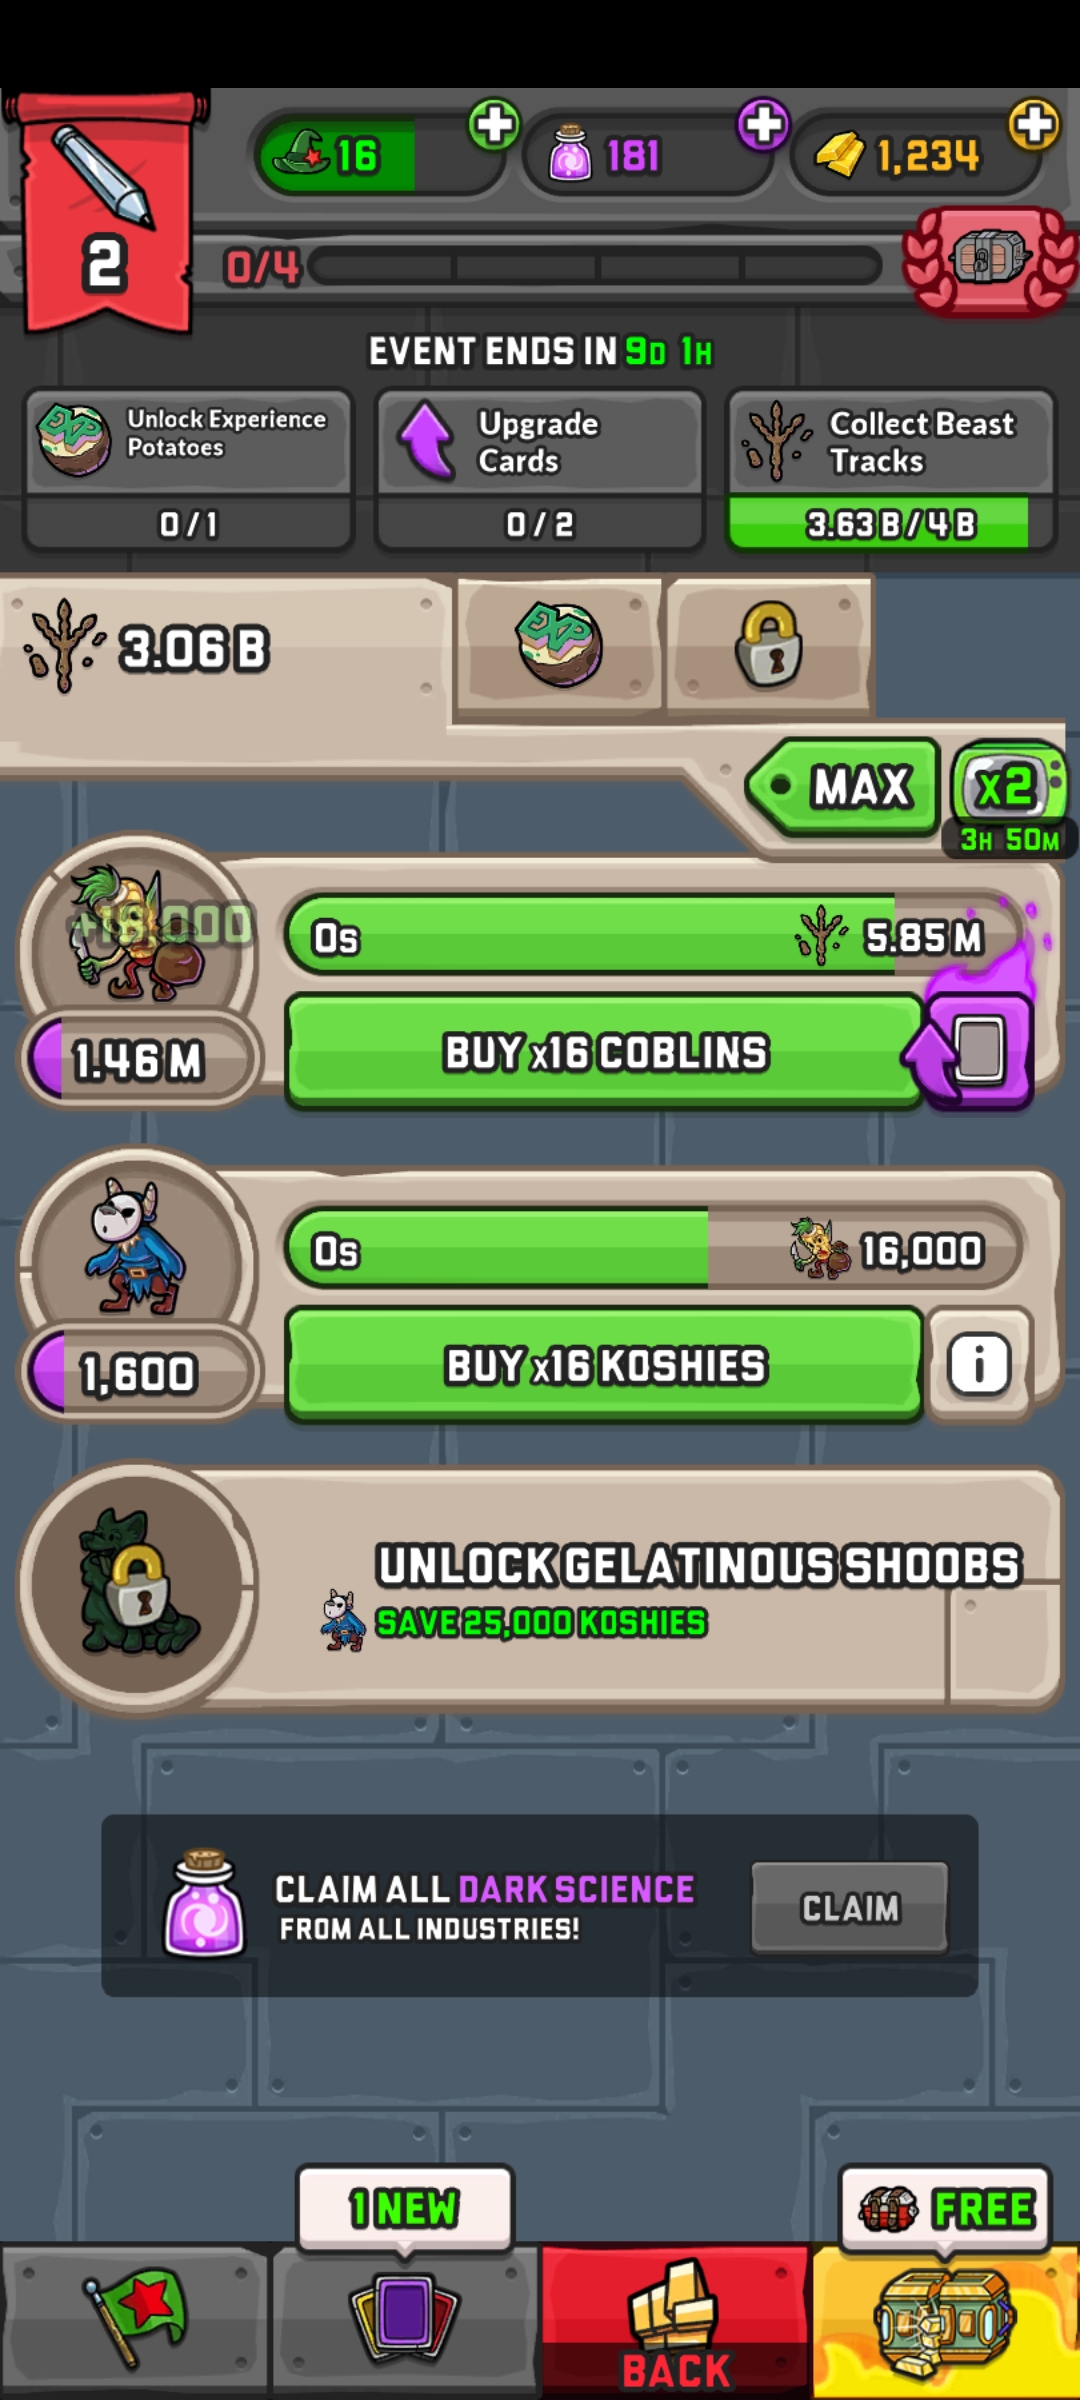 16
181
1,234
2
0/4
EVENT ENDS IN 9D 1H
EXP
Unlock Experience
Potatoes
0/1
Upgrade
Cards
0/2
Collect Beast
Tracks
3.63 B / 4 B
3.06 B
EXP
MAX
x2
3H 50M
0s
5.85 M
1.46 M
BUY x16 COBLINS
0s
16,000
1,600
BUY x16 KOSHIES
i
UNLOCK GELATINOUS SHOOBS
SAVE 25,000 KOSHIES
CLAIM ALL DARK SCIENCE
FROM ALL INDUSTRIES!
CLAIM
1 NEW
FREE
BACK